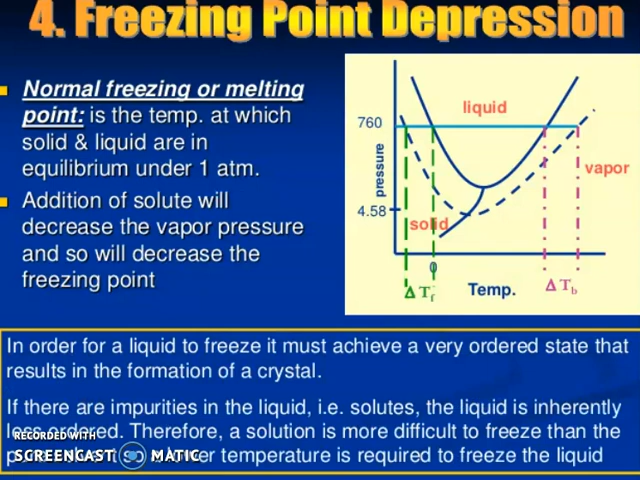 4. Freezing Point Depression
Normal freezing or melting
point: is the temp. at which
solid & liquid are in
equilibrium under 1 atm.
Addition of solute will
decrease the vapor pressure
and so will decrease the
freezing point
liquid
760
vapor
pressure
4.58
solid
0
Δ Tf
Temp.
Δ Tb
In order for a liquid to freeze it must achieve a very ordered state that
results in the formation of a crystal.
If there are impurities in the liquid, i.e. solutes, the liquid is inherently
less ordered. Therefore, a solution is more difficult to freeze than the
RECORDED WITH
SCREENCAST MATIC
temperature is required to freeze the liquid